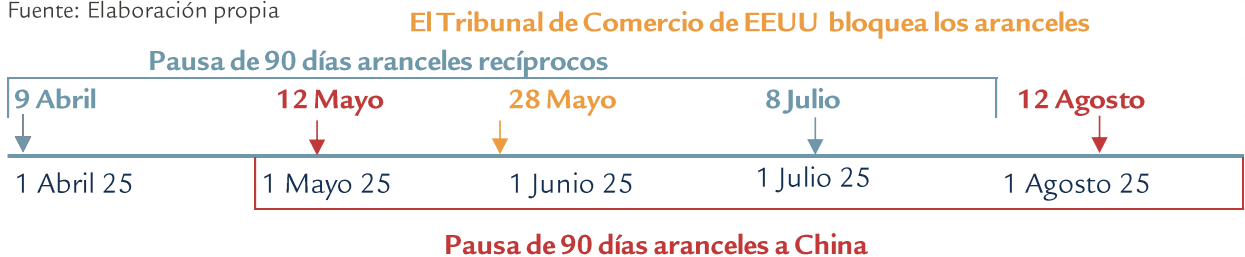 Fuente: Elaboración propia
El Tribunal de Comercio de EEUU bloquea los aranceles
Pausa de 90 días aranceles recíprocos
9 Abril 12 Mayo 28 Mayo 8 Julio 12 Agosto
1 Abril 25 1 Mayo 25 1 Junio 25 1 Julio 25 1 Agosto 25
Pausa de 90 días aranceles a China